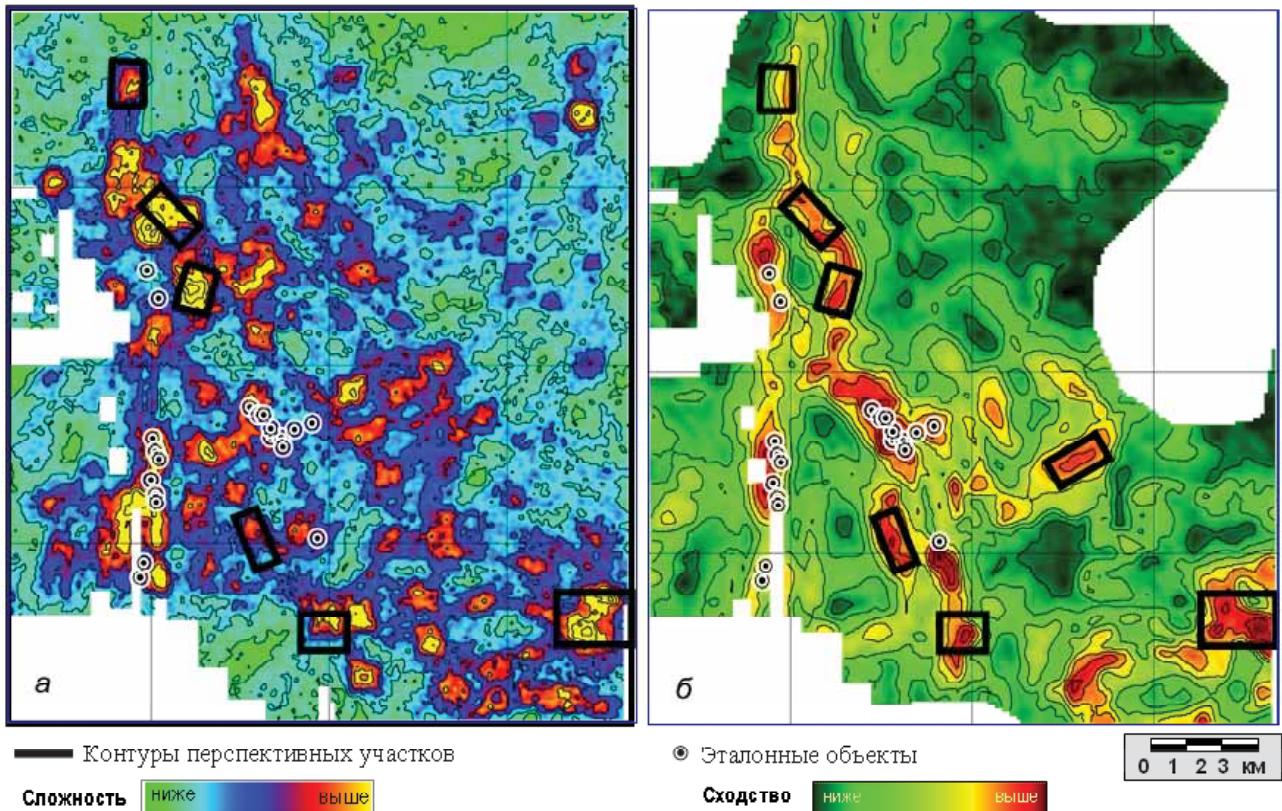 а
б
Контуры перспективных участков
Эталонные объекты
0 1 2 3 км
Сложность ниже выше
Сходство ниже выше